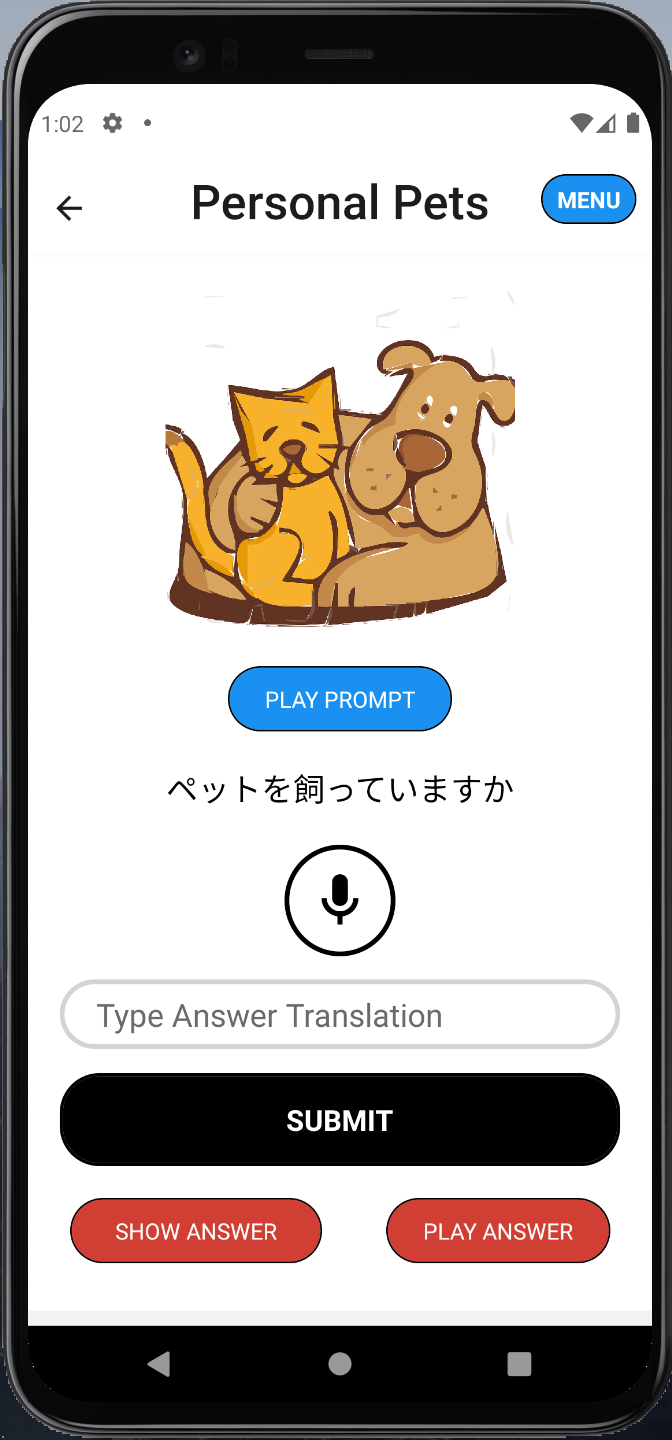 1:02
Personal Pets
MENU
PLAY PROMPT
ペットを飼っていますか
Type Answer Translation
SUBMIT
SHOW ANSWER
PLAY ANSWER